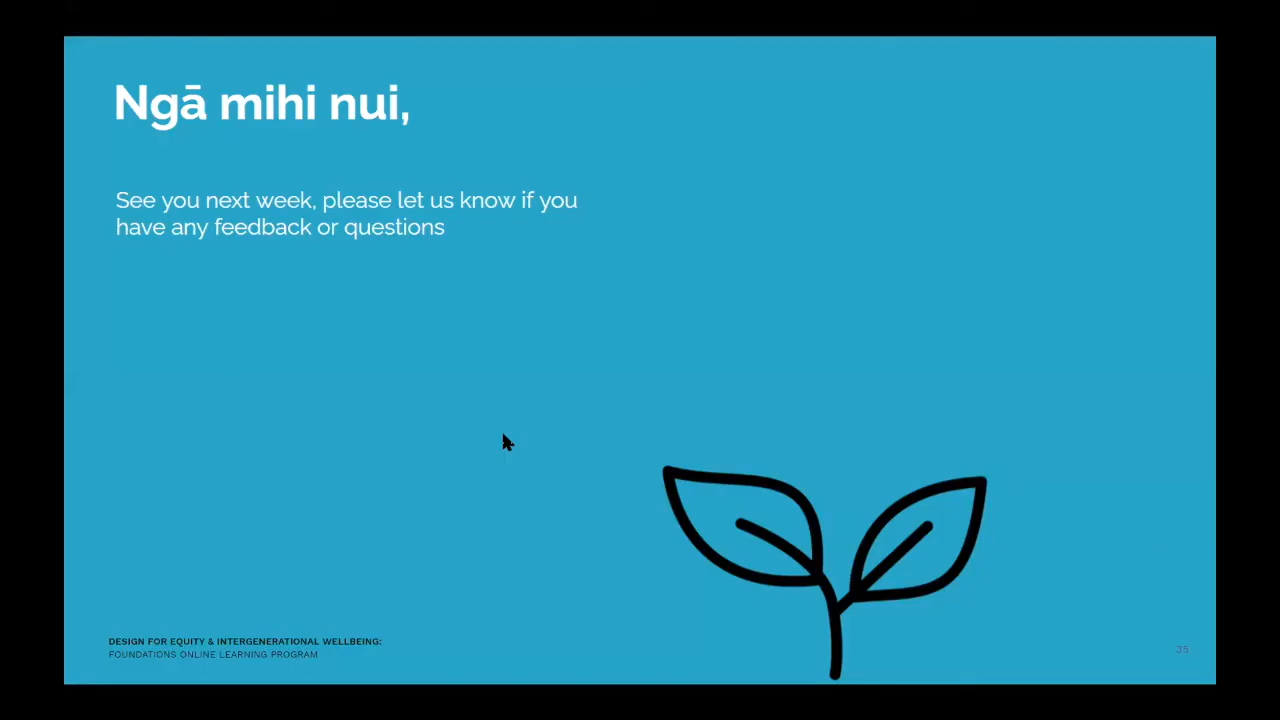 Ngā mihi nui,
See you next week, please let us know if you
have any feedback or questions
DESIGN FOR EQUITY & INTERGENERATIONAL WELLBEING:
FOUNDATIONS ONLINE LEARNING PROGRAM
35